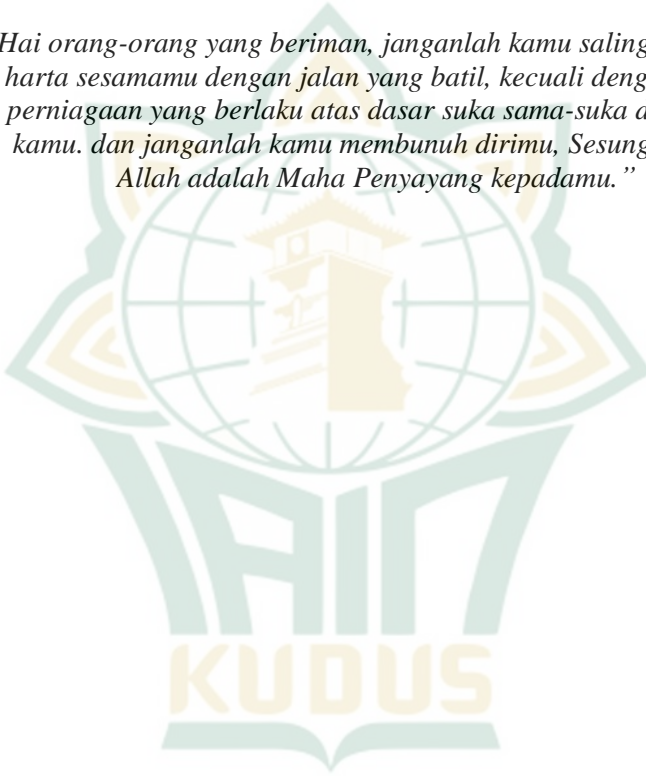 Hai orang-orang yang beriman, janganlah kamu saling
harta sesamamu dengan jalan yang batil, kecuali deng
perniagaan yang berlaku atas dasar suka sama-suka d
kamu. dan janganlah kamu membunuh dirimu, Sesung
Allah adalah Maha Penyayang kepadamu.”
IAIN
KUDUS